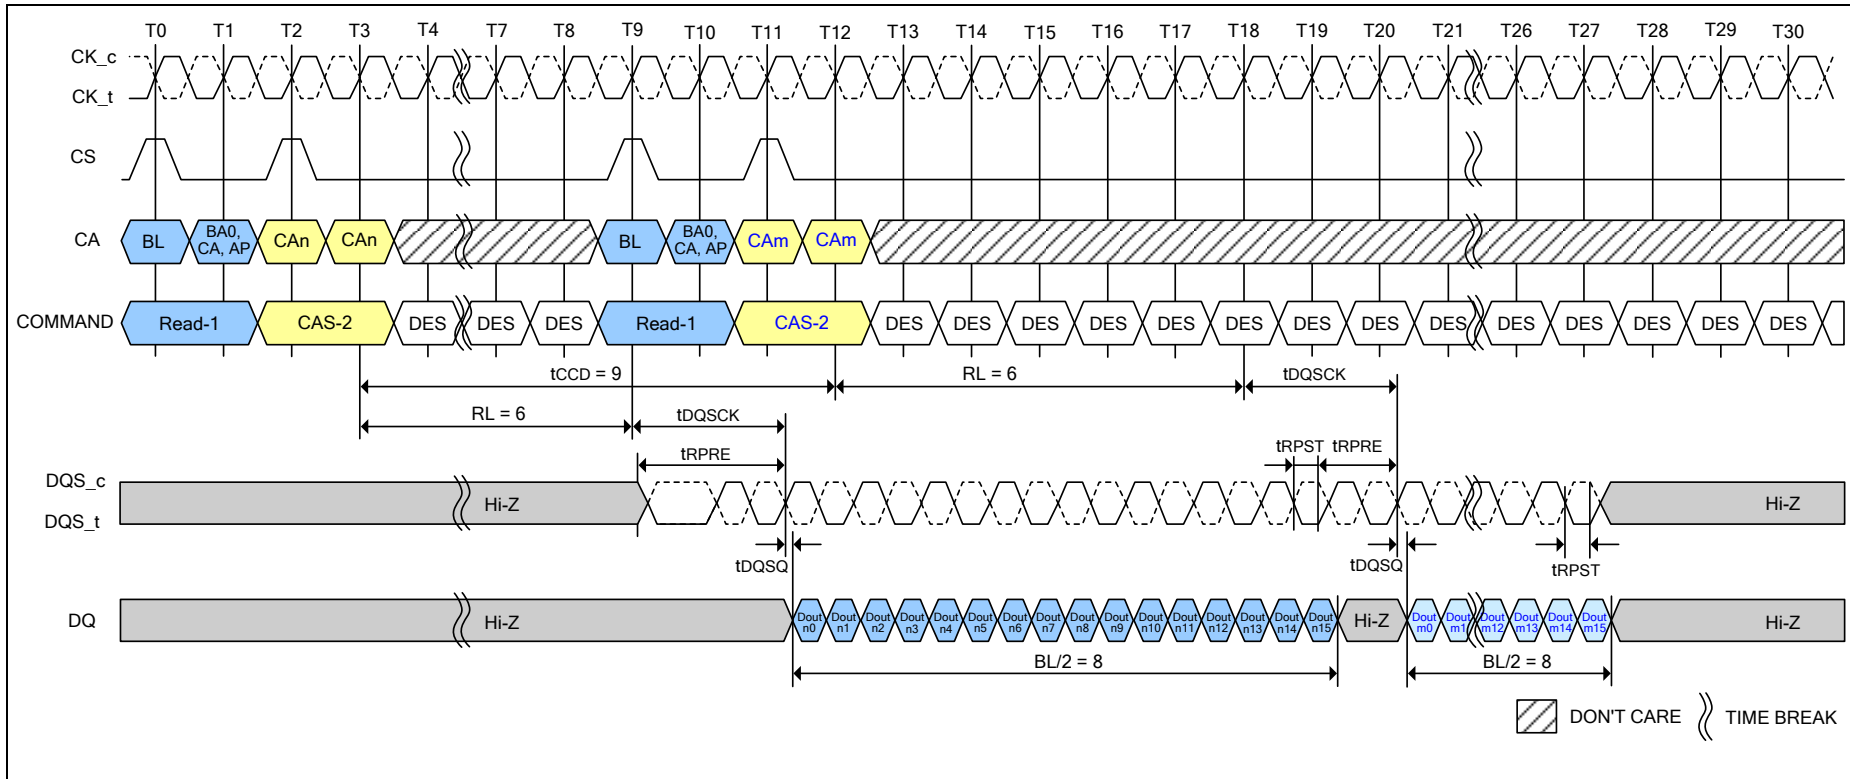 T0 T1 T2 T3 T4 T7 T8 T9 T10 T11 T12 T13 T14 T15 T16 T17 T18 T19 T20 T21 T26 T27 T28 T29 T30
CK_c
CK_t
CS
CA BL BA0, CA, AP CAn CAn BL BA0, CA, AP CAm CAm
COMMAND Read-1 CAS-2 DES DES DES Read-1 CAS-2 DES DES DES DES DES DES DES DES DES DES DES DES DES DES
tCCD = 9 RL = 6 tDQSCK
RL = 6 tDQSCK
tRPRE tRPST tRPRE
DQS_c
DQS_t
Hi-Z Hi-Z
tDQSQ tDQSQ tRPST
DQ Hi-Z Dout n0 Dout n1 Dout n2 Dout n3 Dout n4 Dout n5 Dout n6 Dout n7 Dout n8 Dout n9 Dout n10 Dout n11 Dout n12 Dout n13 Dout n14 Dout n15 Hi-Z Dout m0 Dout m1 Dout m12 Dout m13 Dout m14 Dout m15 Hi-Z
BL/2 = 8 BL/2 = 8
DON'T CARE TIME BREAK